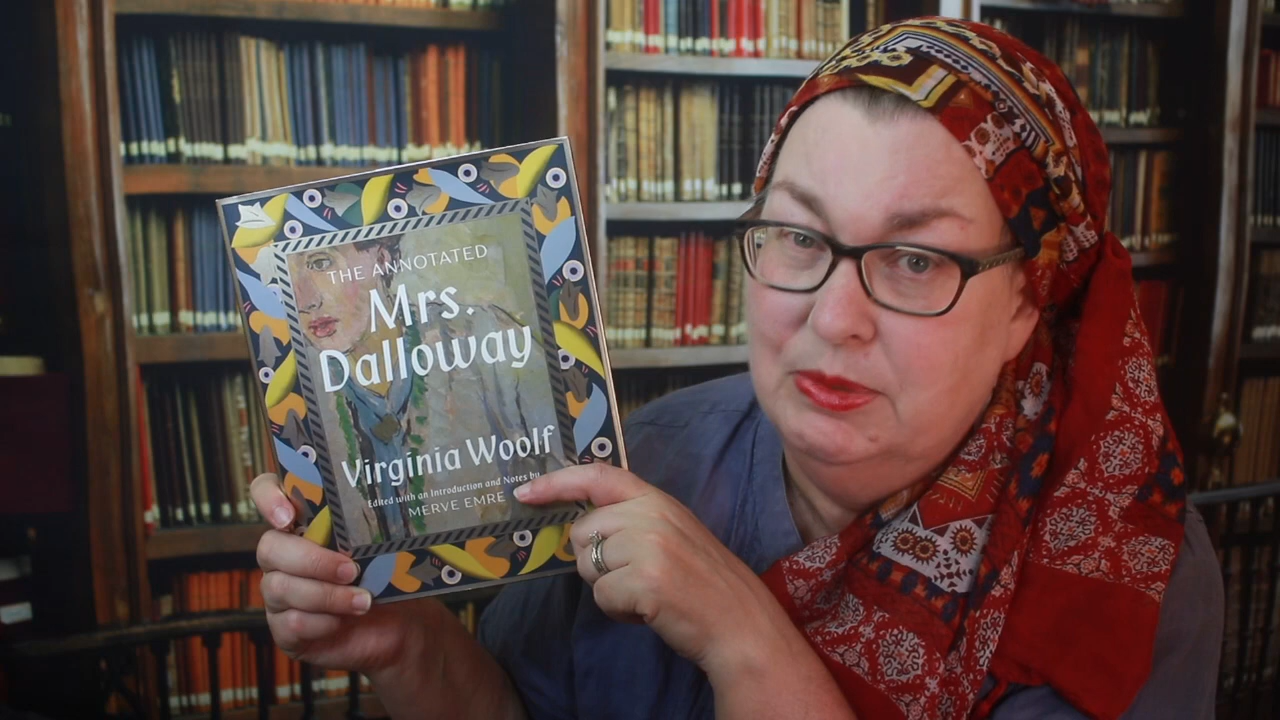 THE ANNOTATED
Mrs.
Dalloway
Virginia Woolf
Edited with an Introduction and Notes by
MERVE EMRE